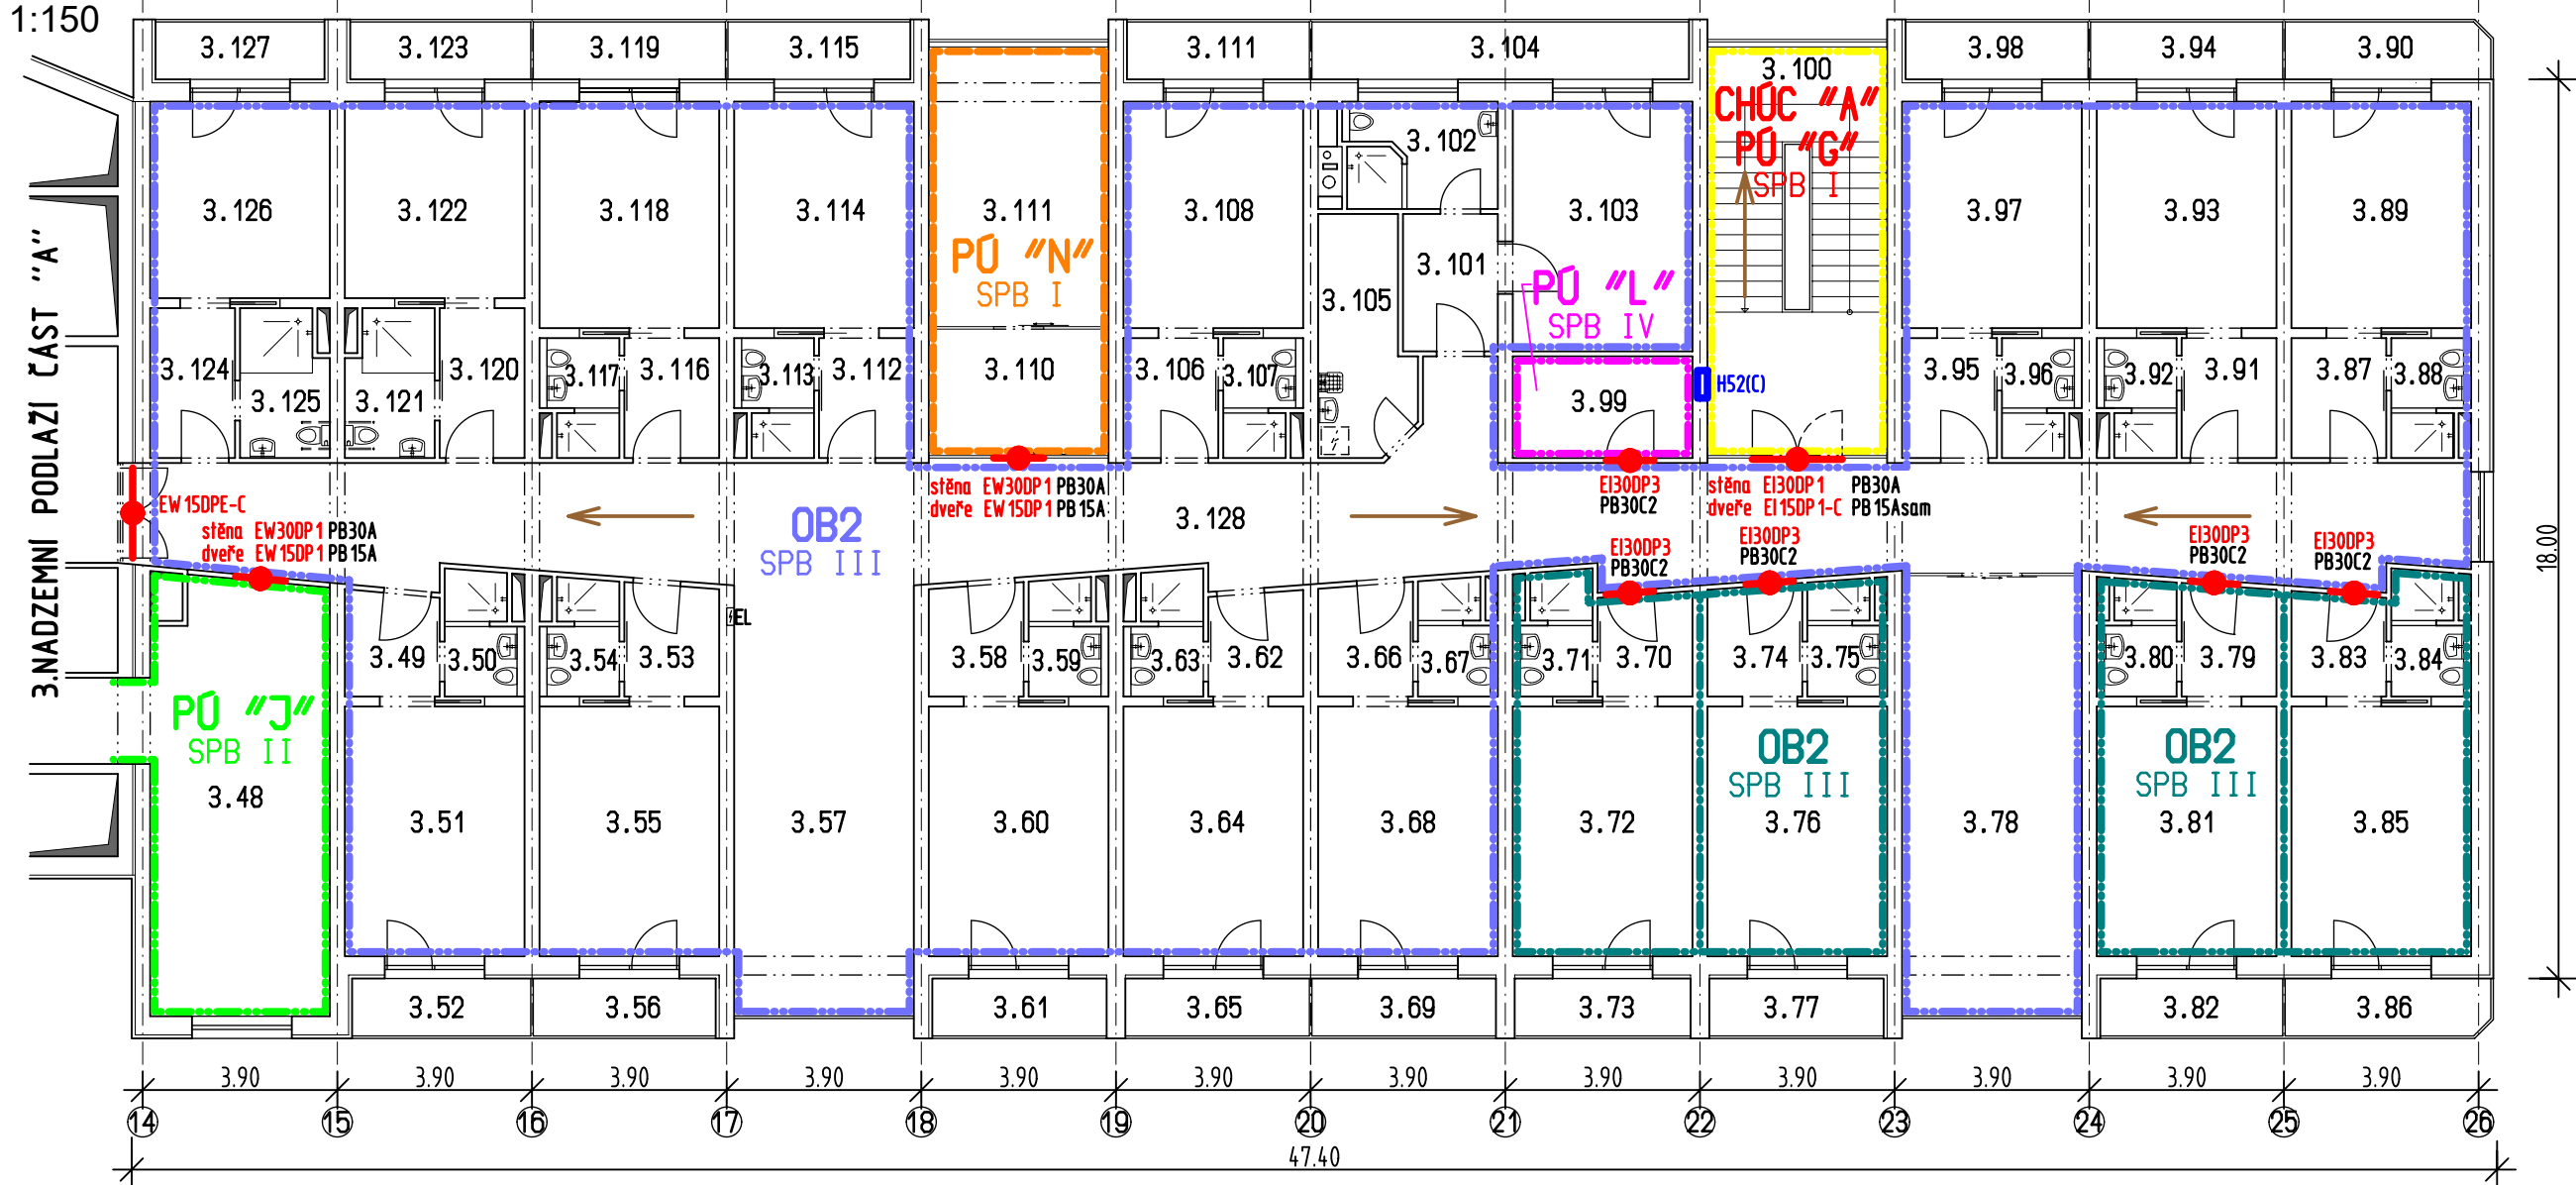 1:150
3.127
3.123
3.119
3.115
3.111
3.104
3.98
3.94
3.90
3.100
CHÚC "A"
PÚ "G"
SPB I
3.102
3.126
3.122
3.118
3.114
3.111
3.108
3.103
3.97
3.93
3.89
PÚ "N"
SPB I
3.101
3.105
PÚ "L"
SPB IV
3.NADZEMNÍ PODLAŽÍ ČÁST "A"
3.124
3.125
3.121
3.120
3.117
3.116
3.113
3.112
3.110
3.106
3.107
3.99
H52(C)
3.95
3.96
3.92
3.91
3.87
3.88
EW15DPE-C
stěna EW30DP1 PB30A
dveře EW15DP1 PB15A
OB2
SPB III
stěna EW30DP1 PB30A
dveře EW15DP1 PB15A
3.128
EI30DP3
PB30C2
stěna EI30DP1 PB30A
dveře EI15DP1-C PB15Asam
EI30DP3
PB30C2
EI30DP3
PB30C2
EI30DP3
PB30C2
EI30DP3
PB30C2
18.00
EL
3.49
3.50
3.54
3.53
3.58
3.59
3.63
3.62
3.66
3.67
3.71
3.70
3.74
3.75
3.80
3.79
3.83
3.84
PÚ "J"
SPB II
3.48
OB2
SPB III
OB2
SPB III
3.51
3.55
3.57
3.60
3.64
3.68
3.72
3.76
3.78
3.81
3.85
3.52
3.56
3.61
3.65
3.69
3.73
3.77
3.82
3.86
3.90 3.90 3.90 3.90 3.90 3.90 3.90 3.90 3.90 3.90 3.90 3.90
14 15 16 17 18 19 20 21 22 23 24 25 26
47.40